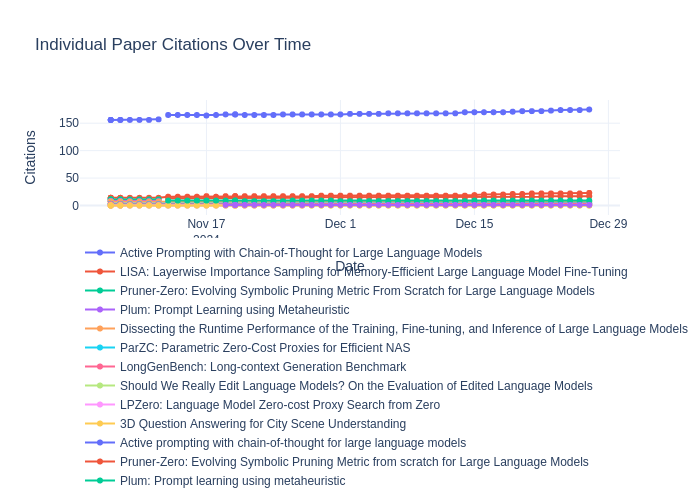 Individual Paper Citations Over Time
Citations
150
100
50
0
Nov 17
Dec 1
Dec 15
Dec 29
2024
Date
Active Prompting with Chain-of-Thought for Large Language Models
LISA: Layerwise Importance Sampling for Memory-Efficient Large Language Model Fine-Tuning
Pruner-Zero: Evolving Symbolic Pruning Metric From Scratch for Large Language Models
Plum: Prompt Learning using Metaheuristic
Dissecting the Runtime Performance of the Training, Fine-tuning, and Inference of Large Language Models
ParZC: Parametric Zero-Cost Proxies for Efficient NAS
LongGenBench: Long-context Generation Benchmark
Should We Really Edit Language Models? On the Evaluation of Edited Language Models
LPZero: Language Model Zero-cost Proxy Search from Zero
3D Question Answering for City Scene Understanding
Active prompting with chain-of-thought for large language models
Pruner-Zero: Evolving Symbolic Pruning Metric from scratch for Large Language Models
Plum: Prompt learning using metaheuristic